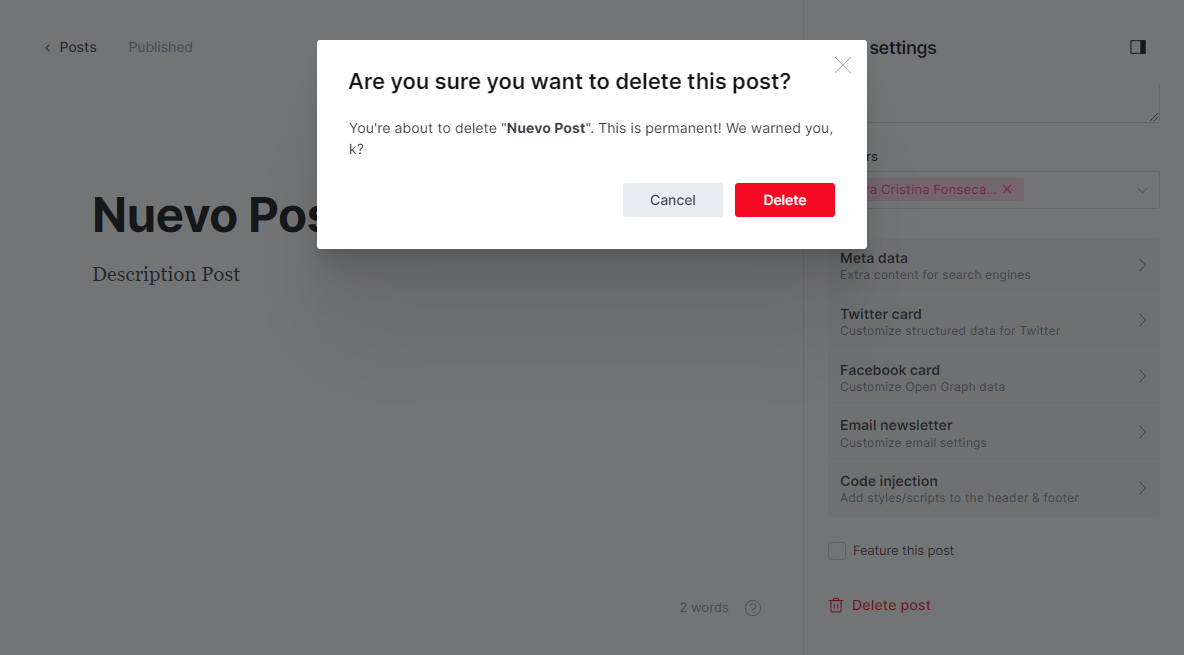 Posts
Published
settings
Are you sure you want to delete this post?
You're about to delete "Nuevo Post". This is permanent! We warned you,
k?
Cancel
Delete
Nuevo Pos
Description Post
Cristina Fonseca...
Meta data
Extra content for search engines
Twitter card
Customize structured data for Twitter
Facebook card
Customize Open Graph data
Email newsletter
Customize email settings
Code injection
Add styles/scripts to the header & footer
Feature this post
Delete post
2 words
?